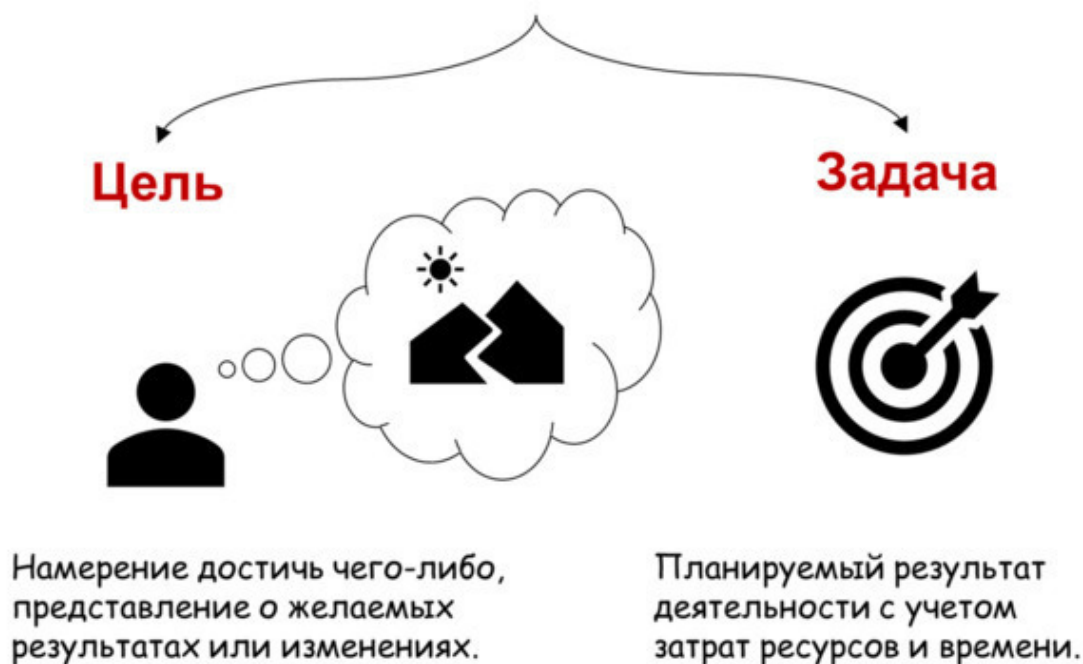 Цель
Задача
Намерение достичь чего-либо,
представление о желаемых
результатах или изменениях.
Планируемый результат
деятельности с учетом
затрат ресурсов и времени.